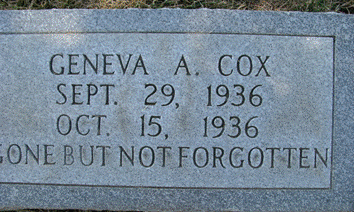 GENEVA A. COX
SEPT. 29, 1936
OCT. 15, 1936
GONE BUT NOT FORGOTTEN